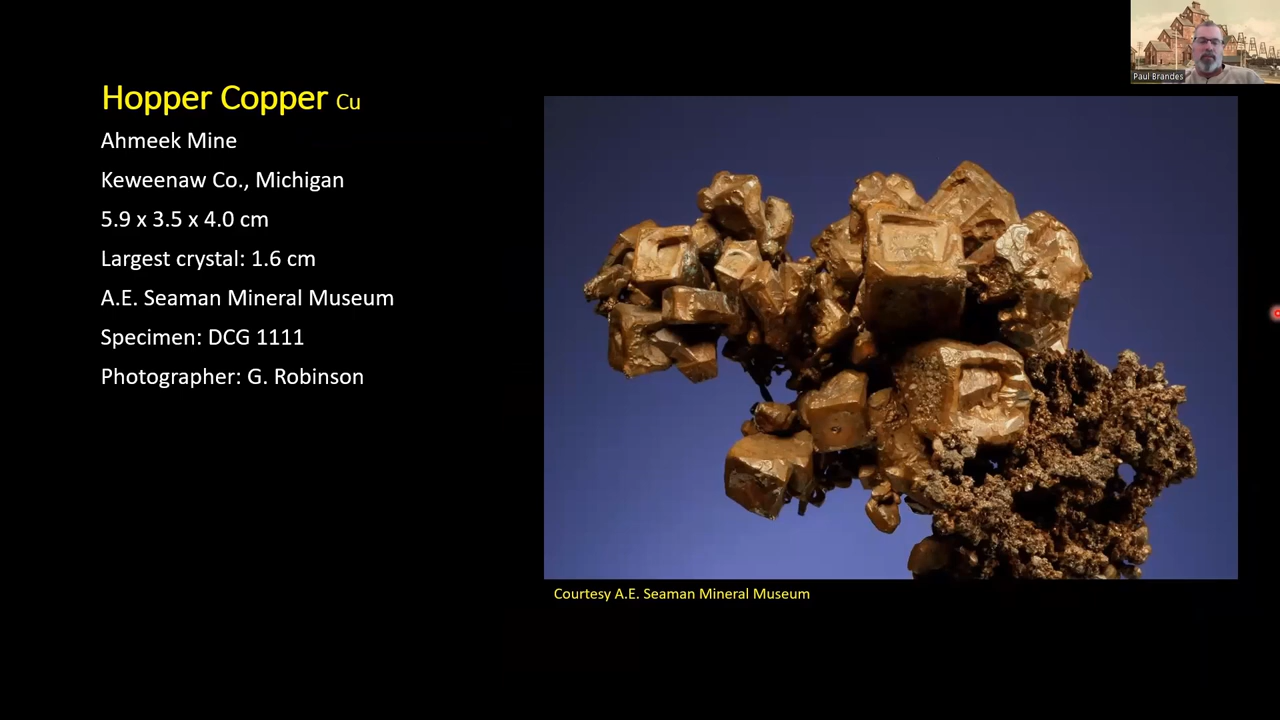 Paul Brandes
Hopper Copper Cu
Ahmeek Mine
Keweenaw Co., Michigan
5.9 x 3.5 x 4.0 cm
Largest crystal: 1.6 cm
A.E. Seaman Mineral Museum
Specimen: DCG 1111
Photographer: G. Robinson
Courtesy A.E. Seaman Mineral Museum